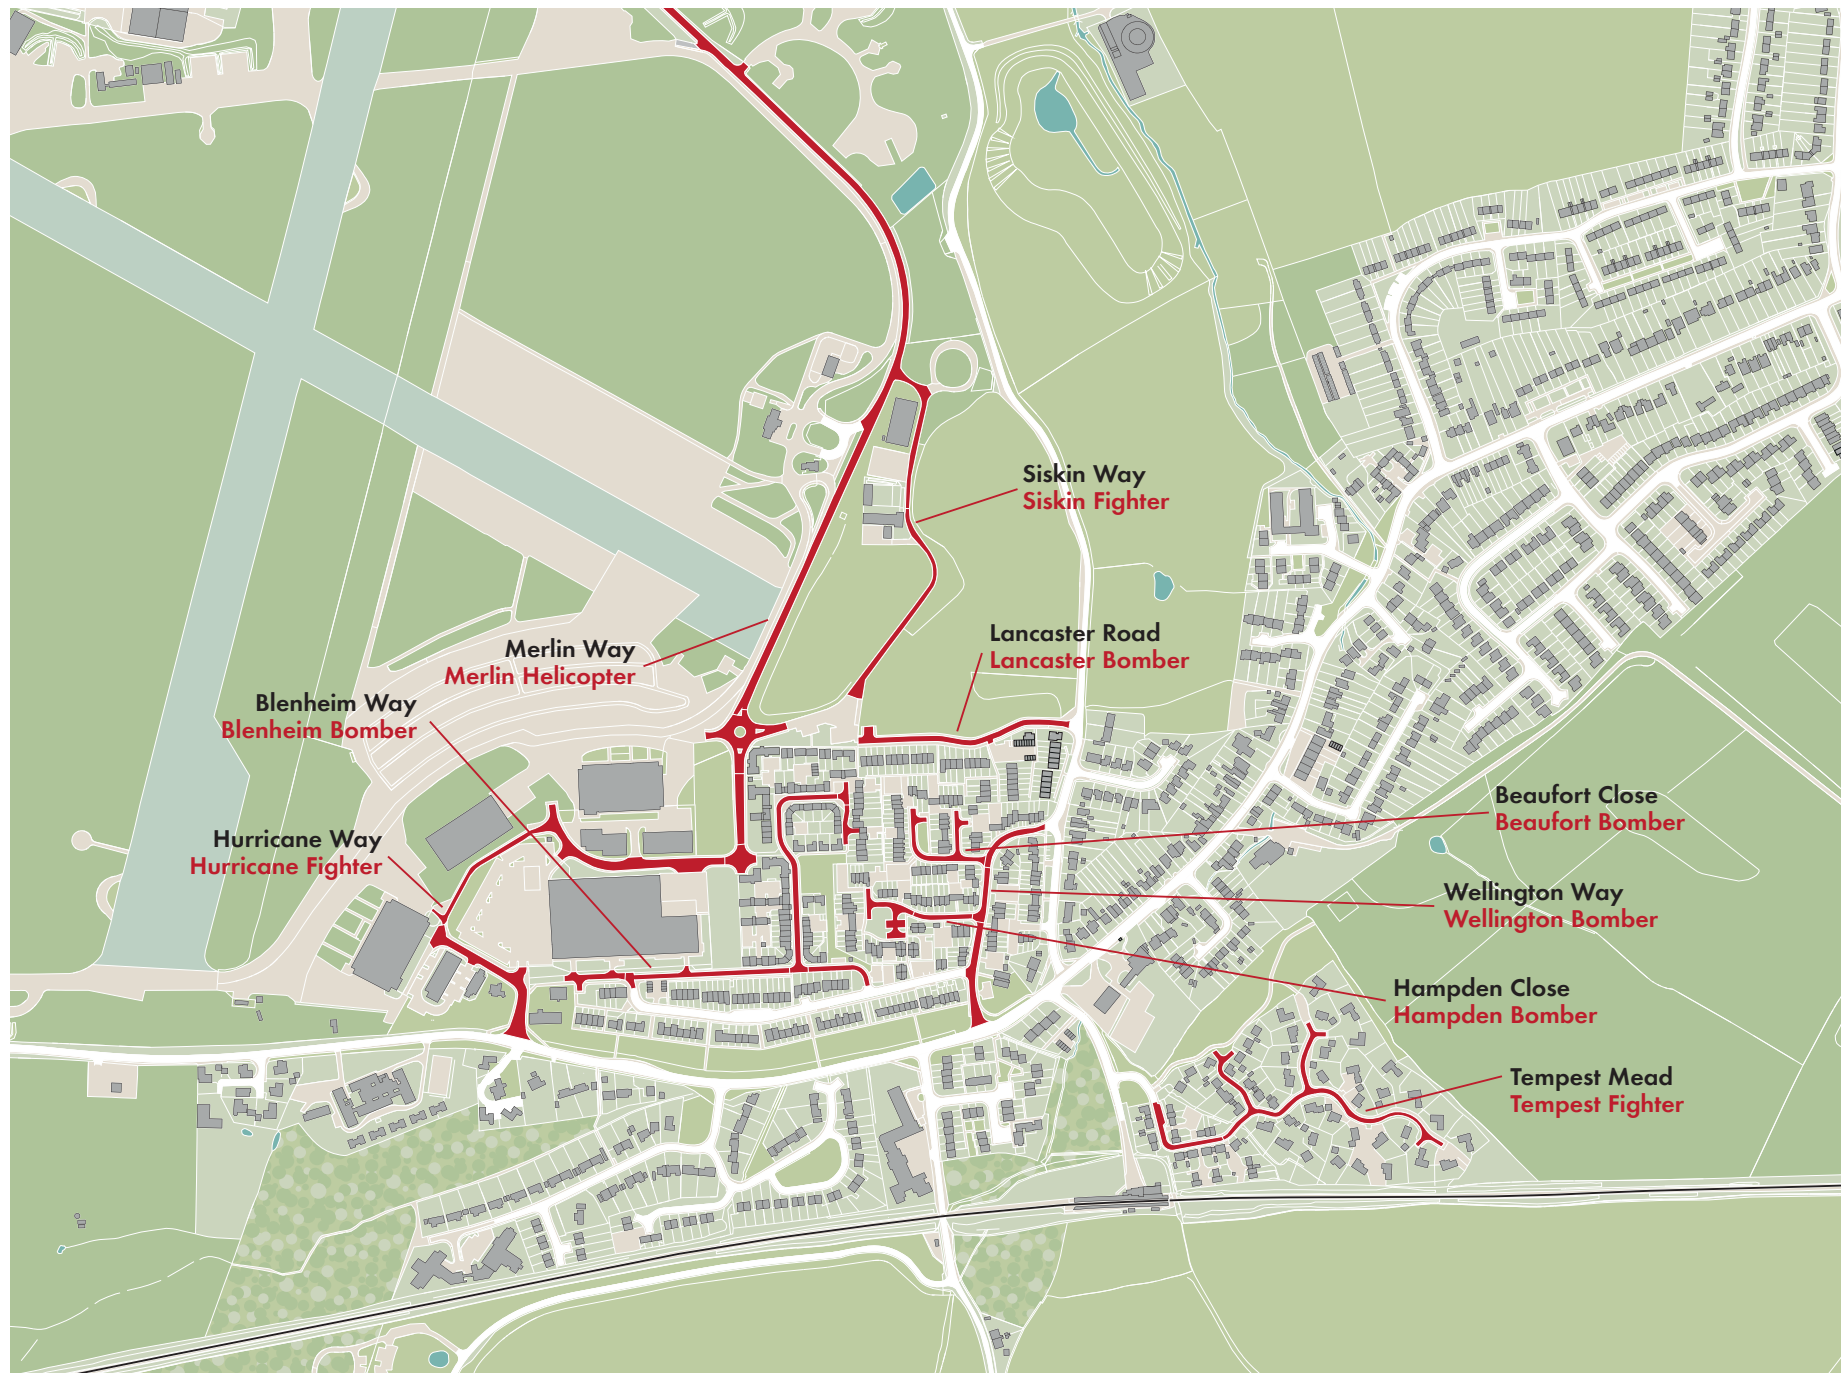 Siskin Way
Siskin Fighter
Lancaster Road
Lancaster Bomber
Merlin Way
Merlin Helicopter
Blenheim Way
Blenheim Bomber
Beaufort Close
Beaufort Bomber
Hurricane Way
Hurricane Fighter
Wellington Way
Wellington Bomber
Hampden Close
Hampden Bomber
Tempest Mead
Tempest Fighter